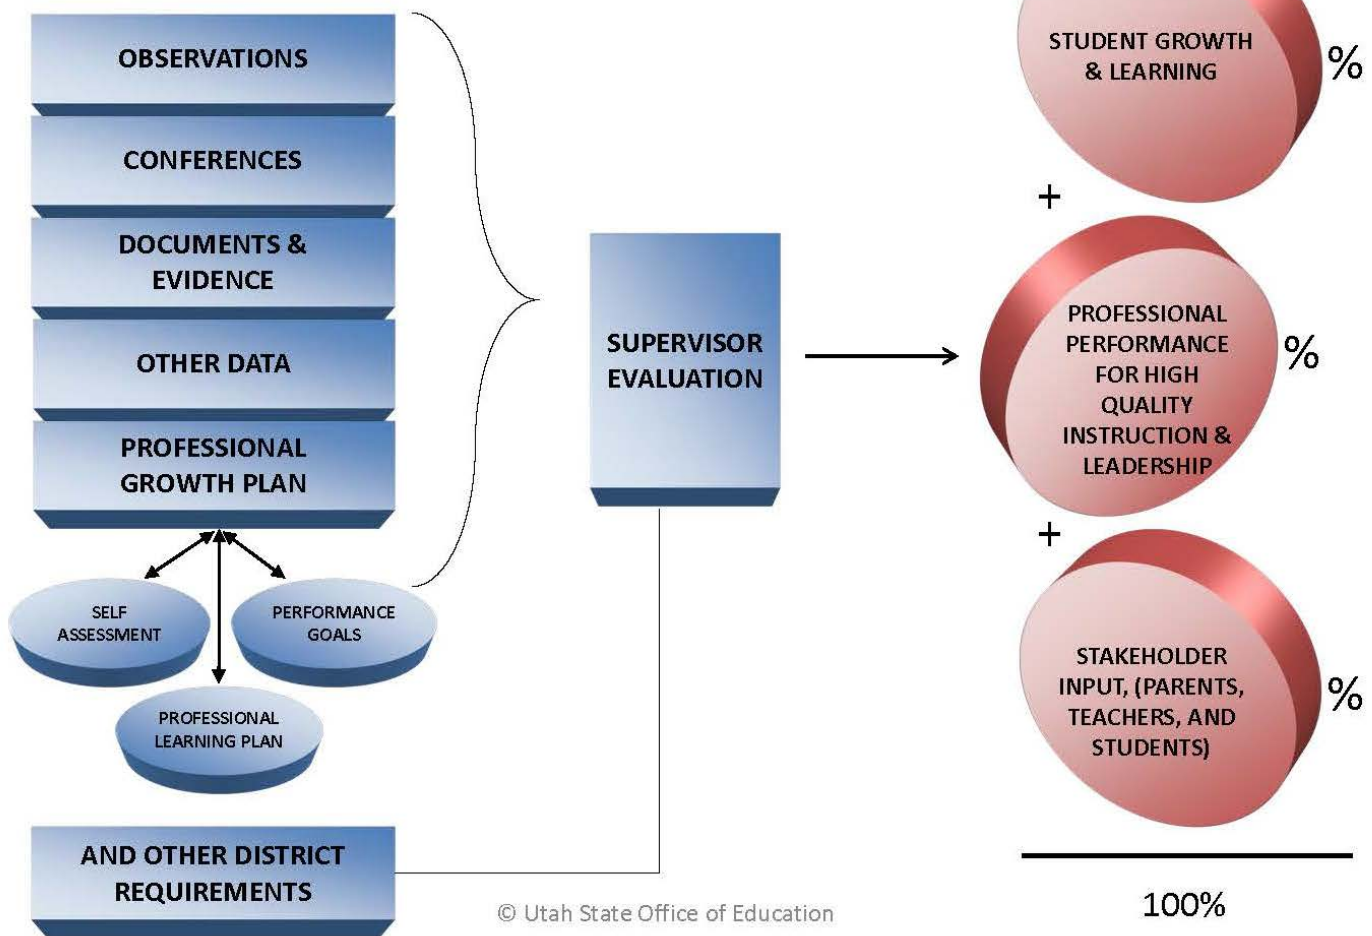 OBSERVATIONS
CONFERENCES
DOCUMENTS &
EVIDENCE
OTHER DATA
PROFESSIONAL
GROWTH PLAN
SELF
ASSESSMENT
PERFORMANCE
GOALS
PROFESSIONAL
LEARNING PLAN
AND OTHER DISTRICT
REQUIREMENTS
SUPERVISOR
EVALUATION
STUDENT GROWTH
& LEARNING
%
+
PROFESSIONAL
PERFORMANCE
FOR HIGH
QUALITY
INSTRUCTION &
LEADERSHIP
%
+
STAKEHOLDER
INPUT, (PARENTS,
TEACHERS, AND
STUDENTS)
%
100%
© Utah State Office of Education